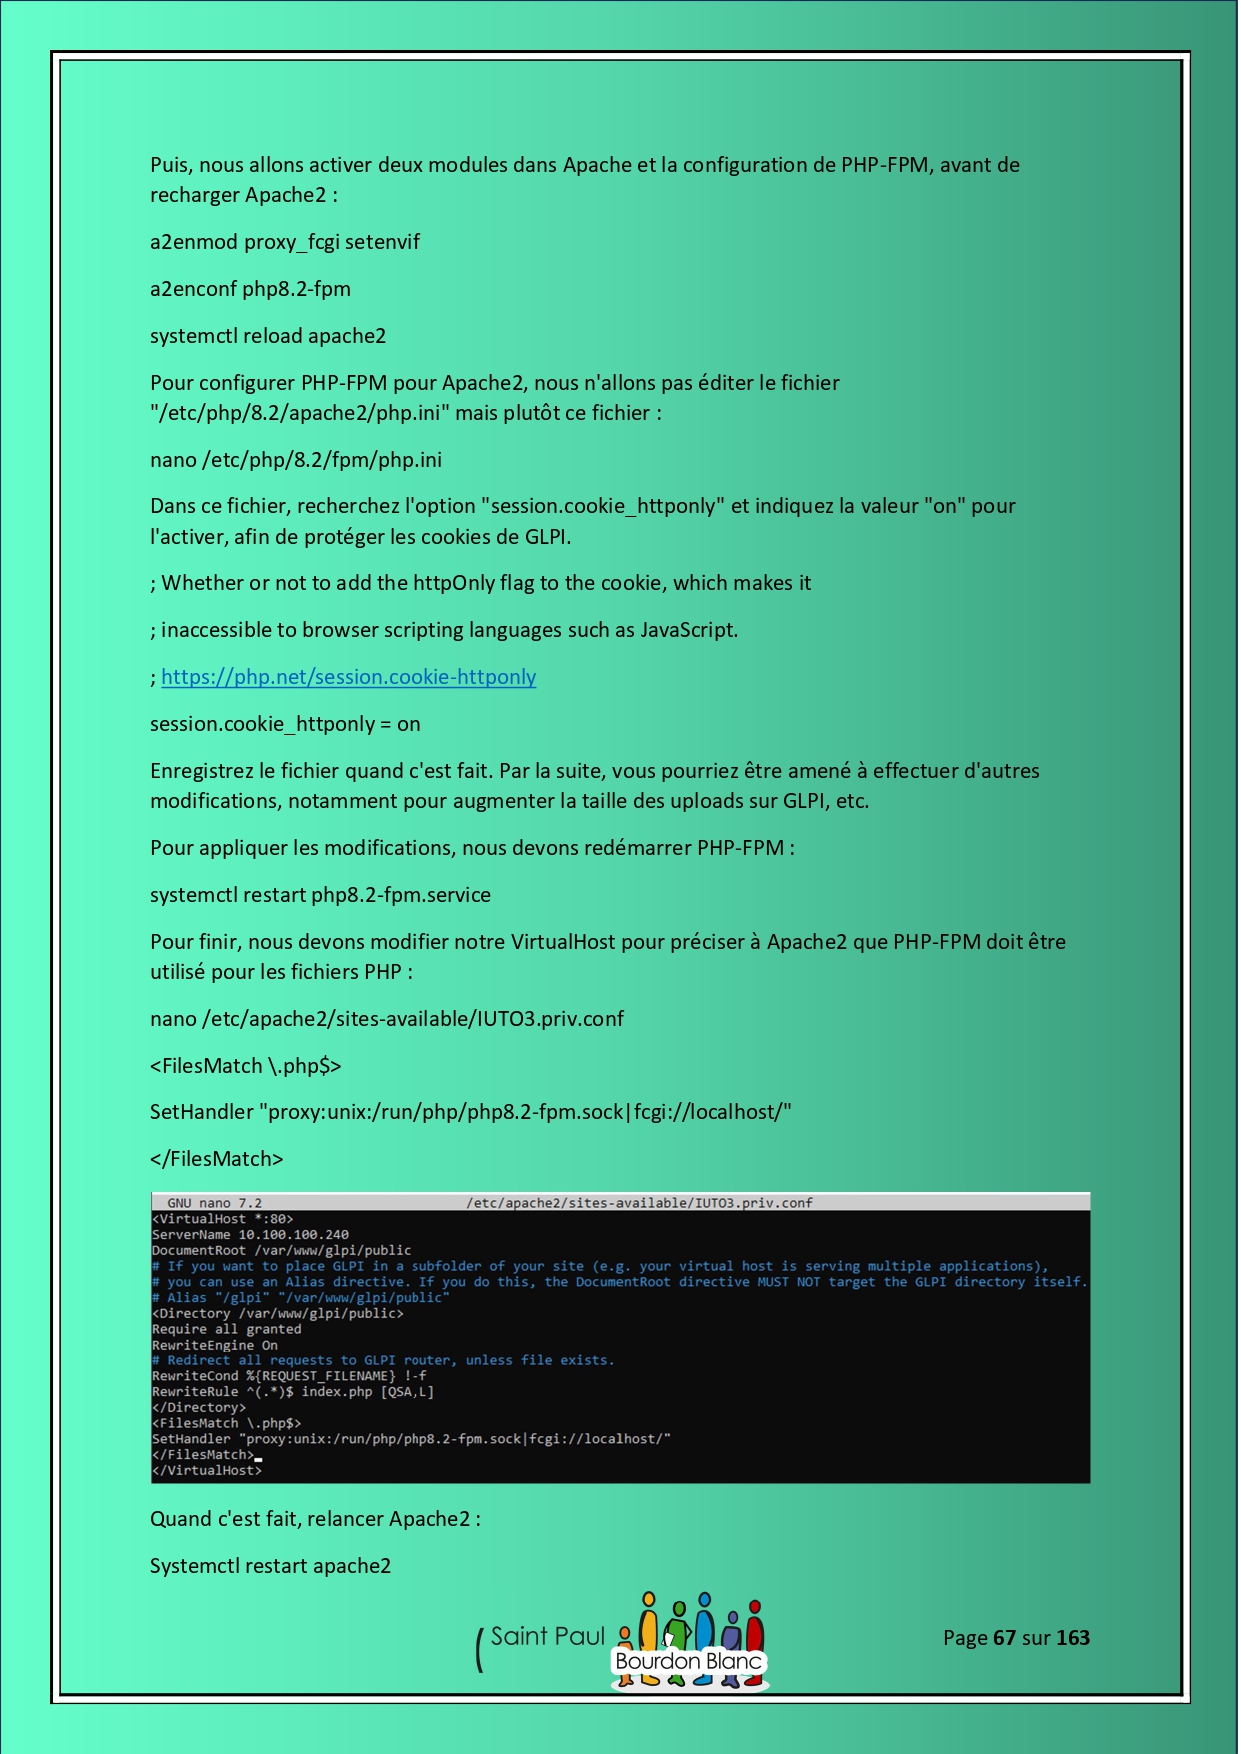 Puis, nous allons activer deux modules dans Apache et la configuration de PHP-FPM, avant de
recharger Apache2 :
a2enmod proxy_fcgi setenvif
a2enconf php8.2-fpm
systemctl reload apache2
Pour configurer PHP-FPM pour Apache2, nous n'allons pas éditer le fichier
"/etc/php/8.2/apache2/php.ini" mais plutôt ce fichier :
nano /etc/php/8.2/fpm/php.ini
Dans ce fichier, recherchez l'option "session.cookie_httponly" et indiquez la valeur "on" pour
l'activer, afin de protéger les cookies de GLPI.
; Whether or not to add the httpOnly flag to the cookie, which makes it
; inaccessible to browser scripting languages such as JavaScript.
; https://php.net/session.cookie-httponly
session.cookie_httponly = on
Enregistrez le fichier quand c'est fait. Par la suite, vous pourriez être amené à effectuer d'autres
modifications, notamment pour augmenter la taille des uploads sur GLPI, etc.
Pour appliquer les modifications, nous devons redémarrer PHP-FPM :
systemctl restart php8.2-fpm.service
Pour finir, nous devons modifier notre VirtualHost pour préciser à Apache2 que PHP-FPM doit être
utilisé pour les fichiers PHP :
nano /etc/apache2/sites-available/IUTO3.priv.conf
<FilesMatch \.php$>
SetHandler "proxy:unix:/run/php/php8.2-fpm.sock|fcgi://localhost/"
</FilesMatch>
GNU nano 7.2 /etc/apache2/sites-available/IUTO3.priv.conf
<VirtualHost *:80>
ServerName 10.100.100.240
DocumentRoot /var/www/glpi/public
# If you want to place GLPI in a subfolder of your site (e.g. your virtual host is serving multiple applications),
# you can use an Alias directive. If you do this, the DocumentRoot directive MUST NOT target the GLPI directory itself.
# Alias "/glpi" "/var/www/glpi/public"
<Directory /var/www/glpi/public>
Require all granted
RewriteEngine On
# Redirect all requests to GLPI router, unless file exists.
RewriteCond %{REQUEST_FILENAME} !-f
RewriteRule ^(.*)$ index.php [QSA,L]
</Directory>
<FilesMatch \.php$>
SetHandler "proxy:unix:/run/php/php8.2-fpm.sock|fcgi://localhost/"
</FilesMatch>
</VirtualHost>
Quand c'est fait, relancer Apache2 :
Systemctl restart apache2
Saint Paul
Bourdon Blanc
Page 67 sur 163